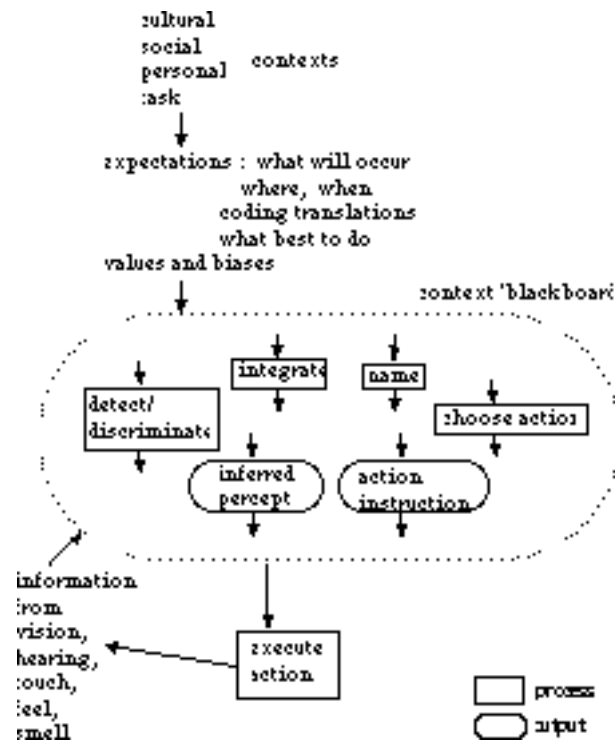 cultural
social
personal contexts
task
expectations : what will occur
where, when
coding translations
what best to do
values and biases
context 'blackboard
integrate
name
detect/
discriminate
choose action
inferred
percept
action
instruction
information
from
vision,
hearing,
touch,
feel,
smell
execute
action
process
output